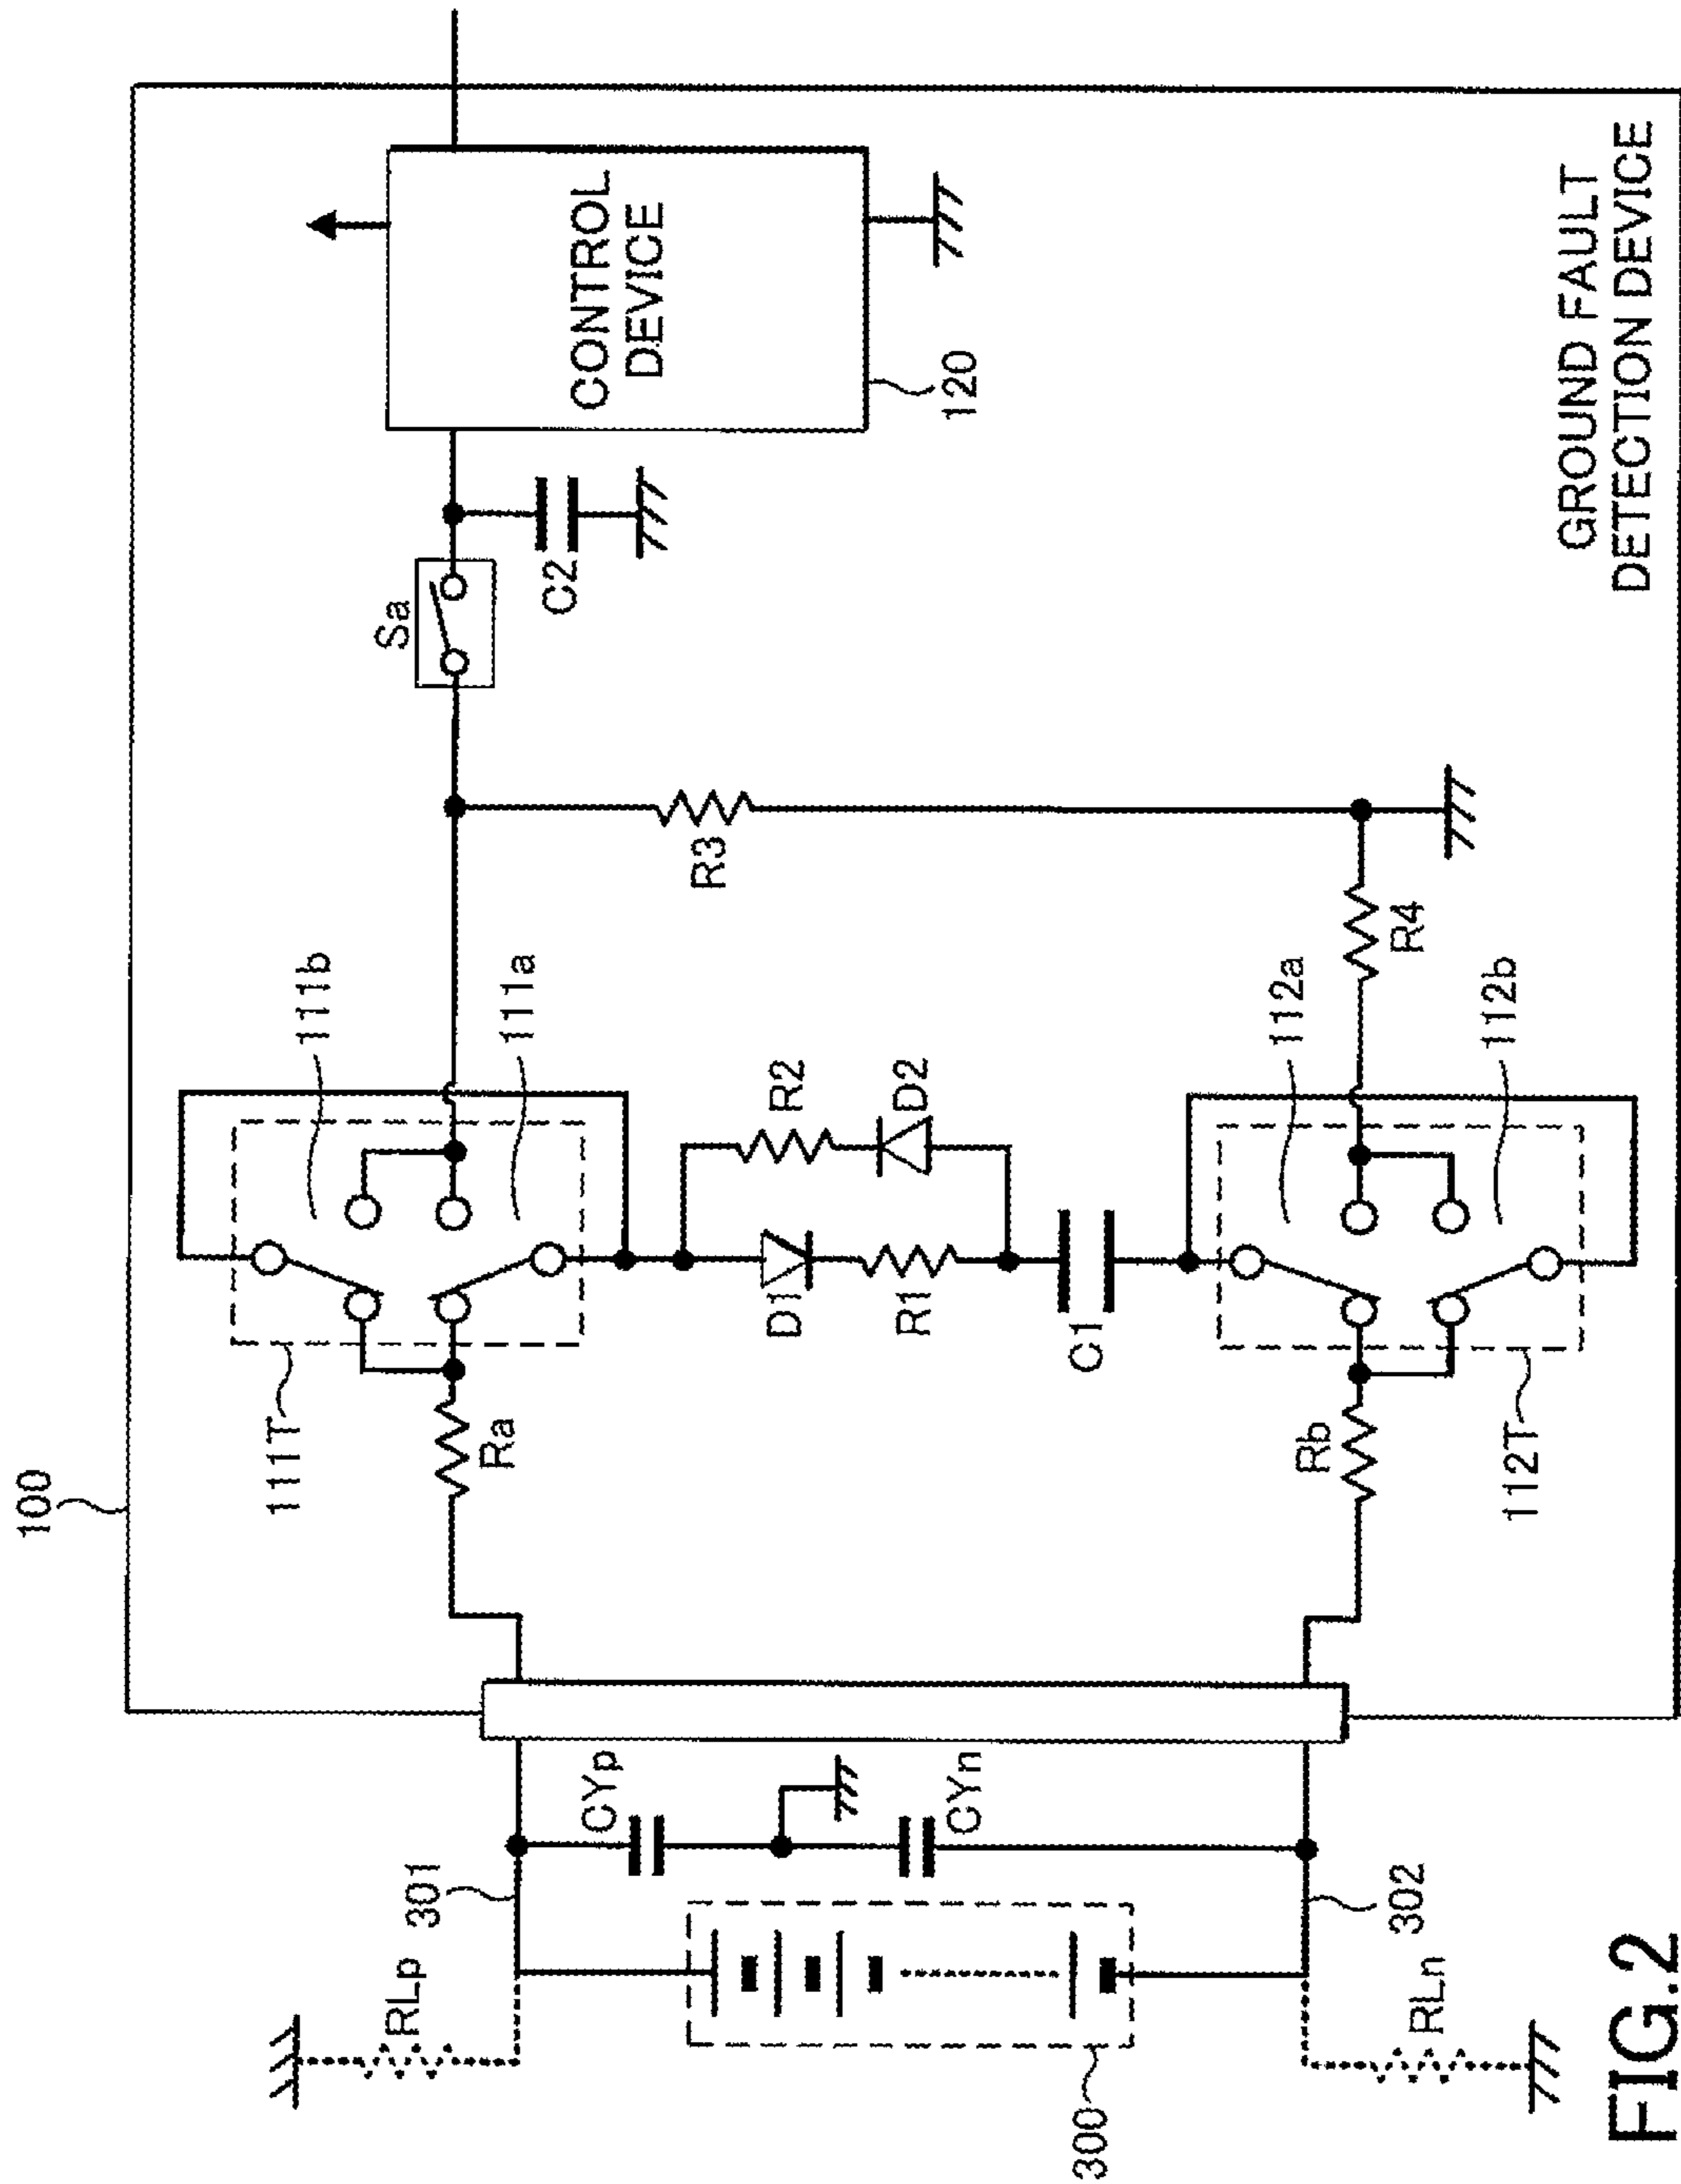 100
111T
111b
111a
Ra
Sa
C2
CONTROL
DEVICE
120
R3
R2
D2
D1
R1
C1
112a
112b
R4
Rb
112T
GROUND FAULT
DETECTION DEVICE
RLp
301
CYp
CYn
300
302
RLn
FIG.2